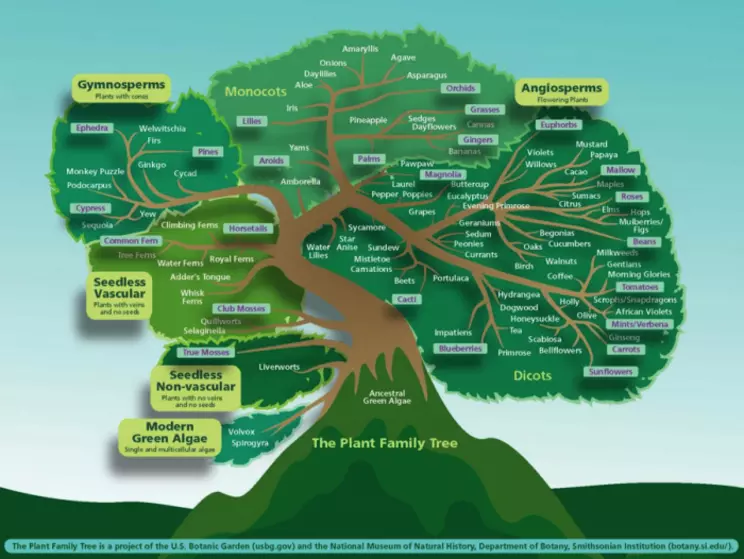 Gymnosperms
Plants with cones
Ephedra
Welwitschia
Firs
Pines
Ginkgo
Monkey Puzzle
Cycad
Podocarpus
Cypress
Yew
Sequoia
Monocots
Amaryllis
Onions
Agave
Daylilies
Asparagus
Aloe
Orchids
Iris
Grasses
Lilies
Pineapple
Sedges
Cannas
Dayflowers
Gingers
Yams
Bananas
Aroids
Palms
Amborella
Angiosperms
Flowering Plants
Euphorbs
Pawpaw
Magnolia
Laurel
Buttercup
Pepper
Poppies
Eucalyptus
Grapes
Evening Primrose
Violets
Mustard
Willows
Papaya
Cacao
Mallow
Maples
Sumacs
Roses
Citrus
Elms
Hops
Mulberries/
Figs
Geraniums
Begonias
Beans
Sedum
Cucumbers
Peonies
Oaks
Milkweeds
Currants
Walnuts
Gentians
Birch
Coffee
Morning Glories
Tomatoes
Water
Lilies
Star
Anise
Sycamore
Sundew
Mistletoe
Carnations
Beets
Portulaca
Cacti
Hydrangea
Holly
Scrophs/Snapdragons
Dogwood
Olive
African Violets
Honeysuckle
Mints/Verbena
Impatiens
Tea
Ginseng
Scabiosa
Carrots
Blueberries
Primrose
Bellflowers
Sunflowers
Dicots
Climbing Ferns
Horsetails
Common Fern
Tree Ferns
Water Ferns
Royal Ferns
Adder's Tongue
Seedless
Vascular
Plants with veins
and no seeds
Whisk
Ferns
Club Mosses
Quillworts
Selaginella
True Mosses
Liverworts
Seedless
Non-vascular
Plants with no veins
and no seeds
Modern
Green Algae
Single and multicellular algae
Volvox
Spirogyra
Ancestral
Green Algae
The Plant Family Tree
The Plant Family Tree is a project of the U.S. Botanic Garden (usbg.gov) and the National Museum of Natural History, Department of Botany, Smithsonian Institution (botany.si.edu/).